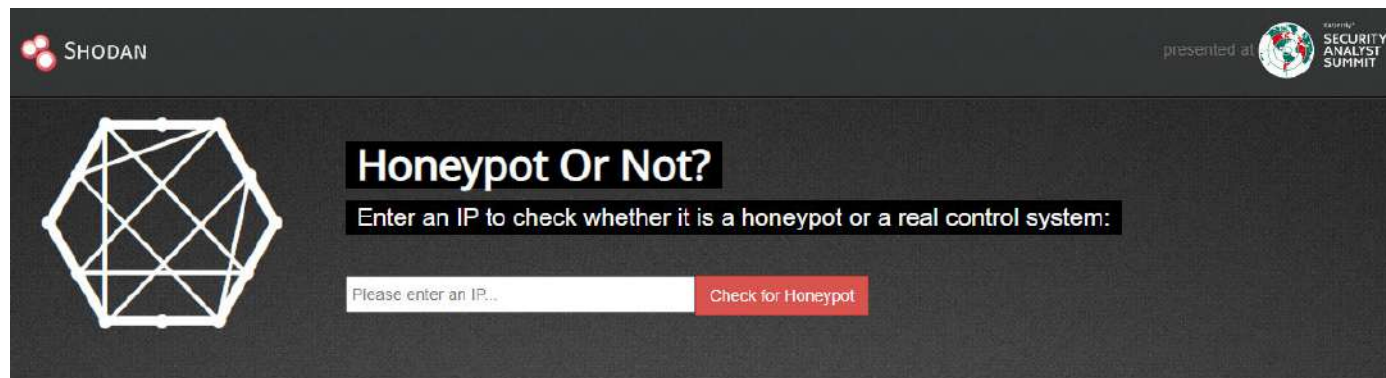 SHODAN
presented at
SECURITY
ANALYST
SUMMIT
Honeypot Or Not?
Enter an IP to check whether it is a honeypot or a real control system:
Please enter an IP...
Check for Honeypot